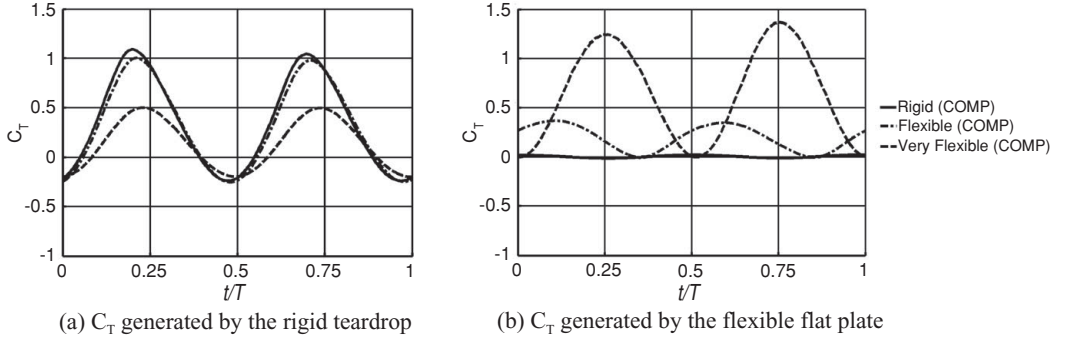 1.5
1
0.5
0
-0.5
-1
C_T
0 0.25 0.5 0.75 1
t/T
(a) C_T generated by the rigid teardrop
1.5
1
0.5
0
-0.5
-1
C_T
0 0.25 0.5 0.75 1
t/T
(b) C_T generated by the flexible flat plate
Rigid (COMP)
Flexible (COMP)
Very Flexible (COMP)